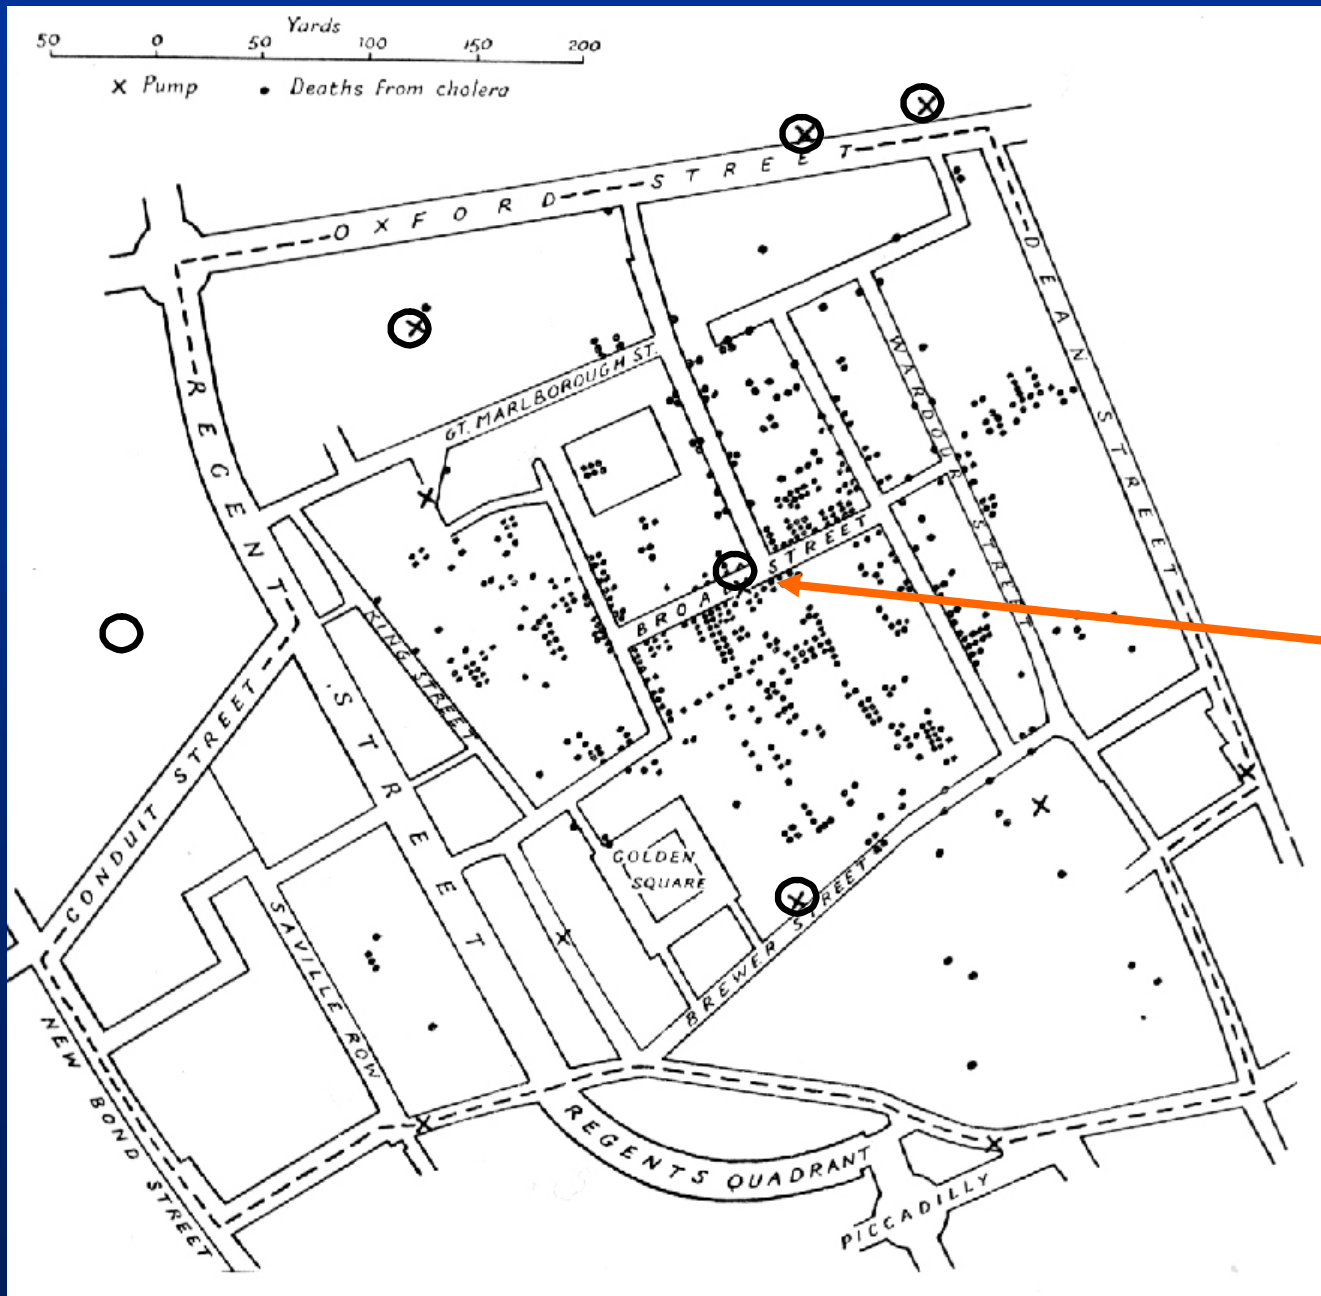 Yards
50 0 50 100 150 200
x Pump • Deaths from cholera
OXFORD STREET
DEAN STREET
REGENT STREET
GT. MARLBOROUGH ST.
WARDOUR STREET
BROAD STREET
KING STREET
CONDUIT STREET
GOLDEN
SQUARE
SAVILLE ROW
BREWER STREET
NEW BOND STREET
REGENTS QUADRANT
PICCADILLY